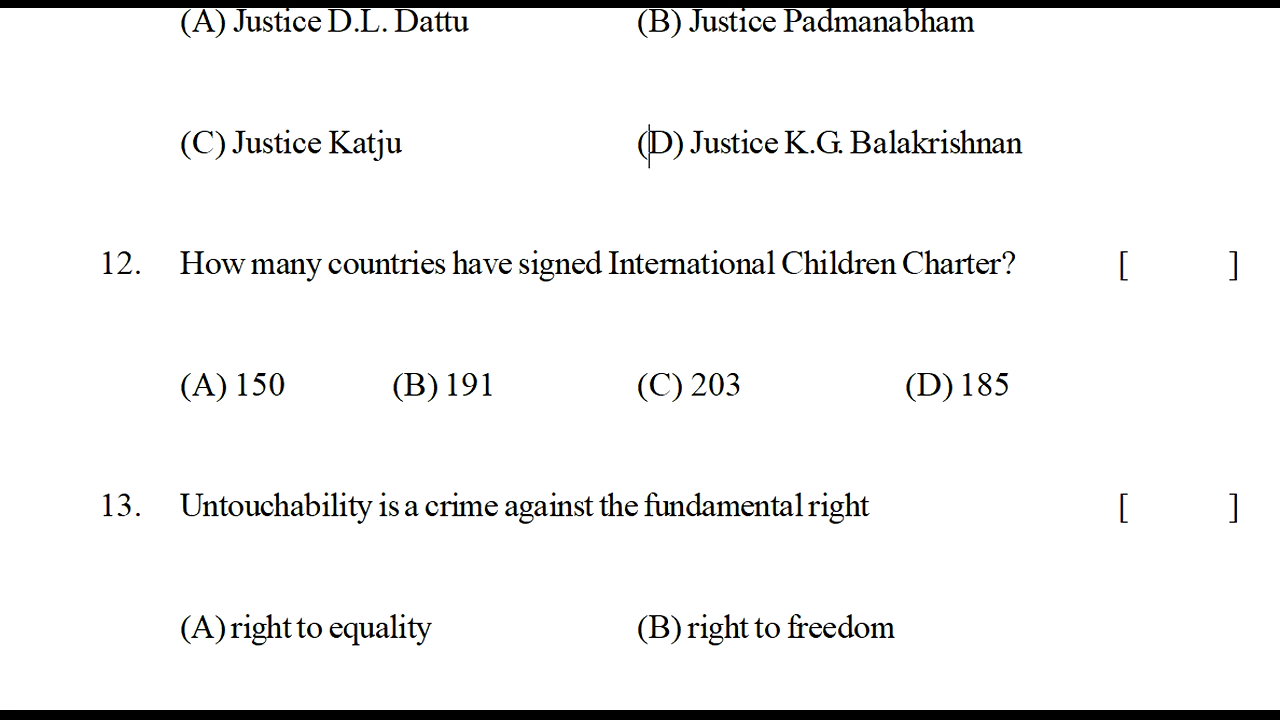 (A) Justice D.L. Dattu (B) Justice Padmanabham
(C) Justice Katju (D) Justice K.G. Balakrishnan
12. How many countries have signed International Children Charter? [ ]
(A) 150 (B) 191 (C) 203 (D) 185
13. Untouchability is a crime against the fundamental right [ ]
(A) right to equality (B) right to freedom